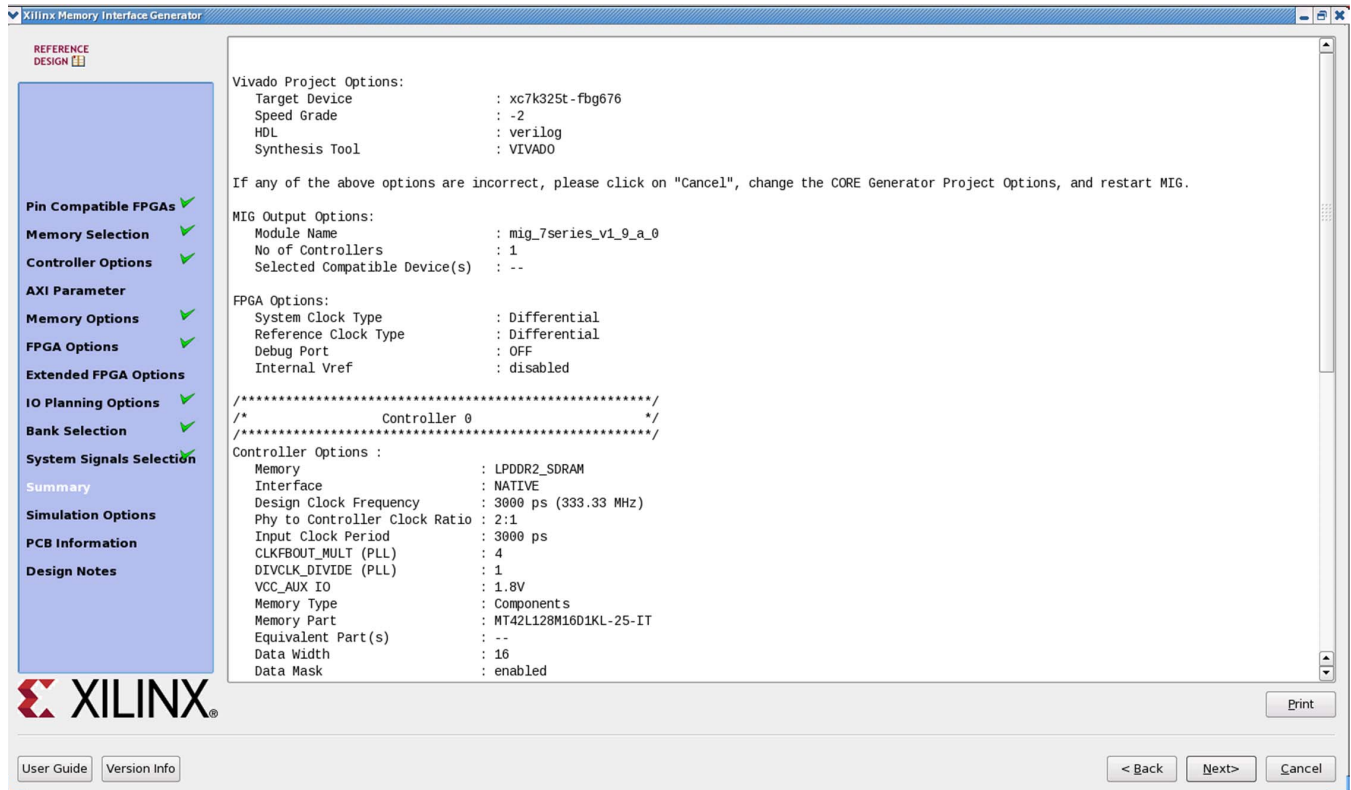 Xilinx Memory Interface Generator
REFERENCE
DESIGN
Pin Compatible FPGAs
Memory Selection
Controller Options
AXI Parameter
Memory Options
FPGA Options
Extended FPGA Options
IO Planning Options
Bank Selection
System Signals Selection
Summary
Simulation Options
PCB Information
Design Notes
XILINX®
Vivado Project Options:
Target Device : xc7k325t-fbg676
Speed Grade : -2
HDL : verilog
Synthesis Tool : VIVADO
If any of the above options are incorrect, please click on "Cancel", change the CORE Generator Project Options, and restart MIG.
MIG Output Options:
Module Name : mig_7series_v1_9_a_0
No of Controllers : 1
Selected Compatible Device(s) : --
FPGA Options:
System Clock Type : Differential
Reference Clock Type : Differential
Debug Port : OFF
Internal Vref : disabled
/*******************************************************/
/* Controller 0 */
/*******************************************************/
Controller Options :
Memory : LPDDR2_SDRAM
Interface : NATIVE
Design Clock Frequency : 3000 ps (333.33 MHz)
Phy to Controller Clock Ratio : 2:1
Input Clock Period : 3000 ps
CLKFBOUT_MULT (PLL) : 4
DIVCLK_DIVIDE (PLL) : 1
VCC_AUX IO : 1.8V
Memory Type : Components
Memory Part : MT42L128M16D1KL-25-IT
Equivalent Part(s) : --
Data Width : 16
Data Mask : enabled
Print
User Guide
Version Info
< Back
Next>
Cancel